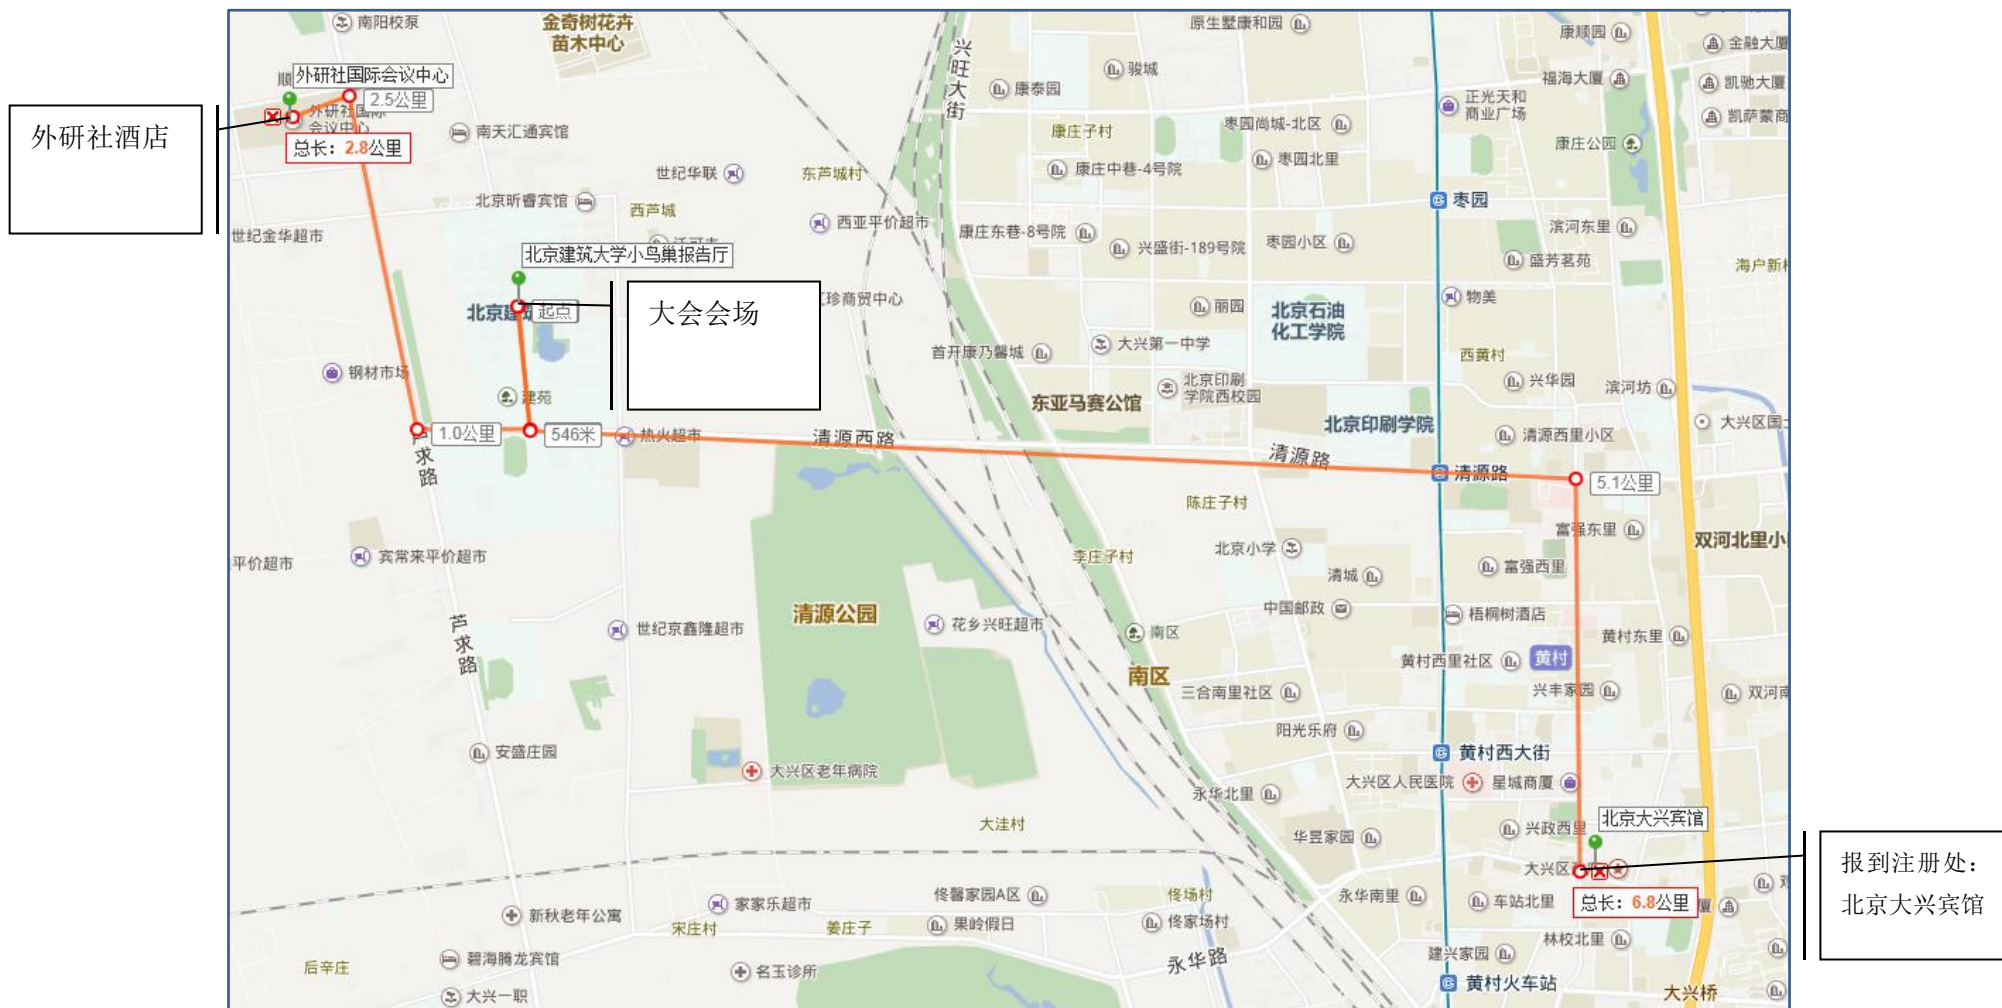 南阳校泵
金奇树花卉
苗木中心
原生墅康和园
康顺园
金融大厦
兴旺大街
骏城
福海大厦
凯驰大厦
康泰园
正光天和
商业广场
凯萨蒙商
外研社国际会议中心
2.5公里
外研社国际
会议中心
总长：2.8公里
外研社酒店
南天汇通宾馆
康庄子村
枣园尚城-北区
康庄公园
枣园北里
世纪华联
东芦城村
康庄中巷-4号院
枣园
北京昕睿宾馆
西芦城
西亚平价超市
世纪金华超市
康庄东巷-8号院
兴盛街-189号院
枣园小区
滨河东里
盛芳茗苑
海户新村
北京建筑大学小鸟巢报告厅
起点
大会会场
珍商贸中心
丽园
北京石油
化工学院
物美
首开康乃馨城
大兴第一中学
西黄村
钢材市场
建苑
北京印刷
学院西校园
兴华园
滨河坊
东亚马赛公馆
北京印刷学院
大兴区国土
1.0公里
546米
热火超市
清源西路
清源西里小区
芦求路
清源路
清源路
5.1公里
陈庄子村
富强东里
双河北里小
宾常来平价超市
平价超市
李庄子村
北京小学
富强西里
清城
中国邮政
梧桐树酒店
清源公园
花乡兴旺超市
世纪京鑫隆超市
芦求路
南区
黄村东里
黄村西里社区
黄村
南区
三合南里社区
兴丰家园
双河南
阳光乐府
安盛庄园
黄村西大街
大兴区老年病院
大兴区人民医院
星城商厦
永华北里
大洼村
华昱家园
兴政西里
北京大兴宾馆
大兴区
总长：6.8公里
报到注册处：
北京大兴宾馆
佟馨家园A区
佟场村
永华南里
车站北里
新秋老年公寓
家家乐超市
果岭假日
佟家场村
宋庄村
姜庄子
林校北里
建兴家园
后辛庄
碧海腾龙宾馆
名玉诊所
永华路
黄村火车站
大兴一职
大兴桥